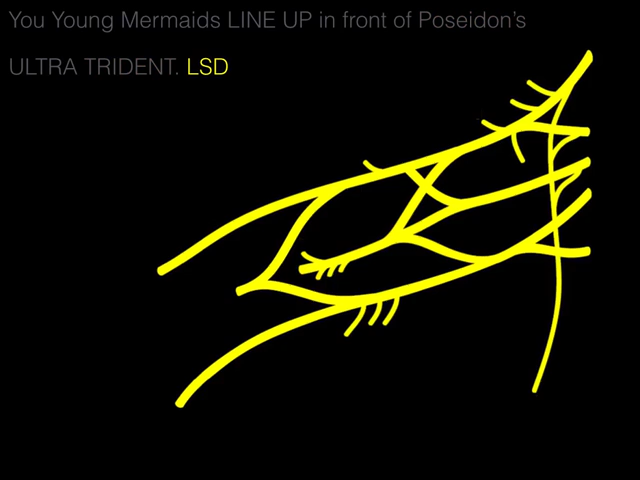 You Young Mermaids LINE UP in front of Poseidon’s
ULTRA TRIDENT. LSD